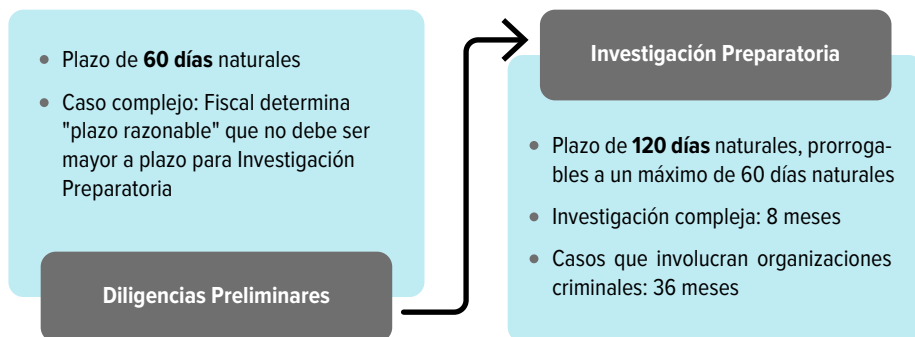 • Plazo de 60 días naturales
• Caso complejo: Fiscal determina
"plazo razonable" que no debe ser
mayor a plazo para Investigación
Preparatoria
Diligencias Preliminares
Investigación Preparatoria
• Plazo de 120 días naturales, prorroga-
bles a un máximo de 60 días naturales
• Investigación compleja: 8 meses
• Casos que involucran organizaciones
criminales: 36 meses